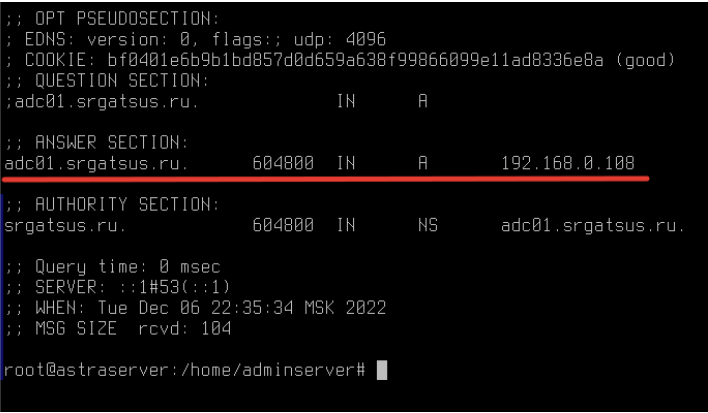 ;; OPT PSEUDOSECTION:
; EDNS: version: 0, flags:; udp: 4096
; COOKIE: bf0401e6b9b1bd857d0d659a638f99866099e11ad8336e8a (good)
;; QUESTION SECTION:
;adc01.srgatsus.ru. IN A
;; ANSWER SECTION:
adc01.srgatsus.ru. 604800 IN A 192.168.0.108
;; AUTHORITY SECTION:
srgatsus.ru. 604800 IN NS adc01.srgatsus.ru.
;; Query time: 0 msec
;; SERVER: ::1#53(::1)
;; WHEN: Tue Dec 06 22:35:34 MSK 2022
;; MSG SIZE rcvd: 104
root@astraserver:/home/adminserver#